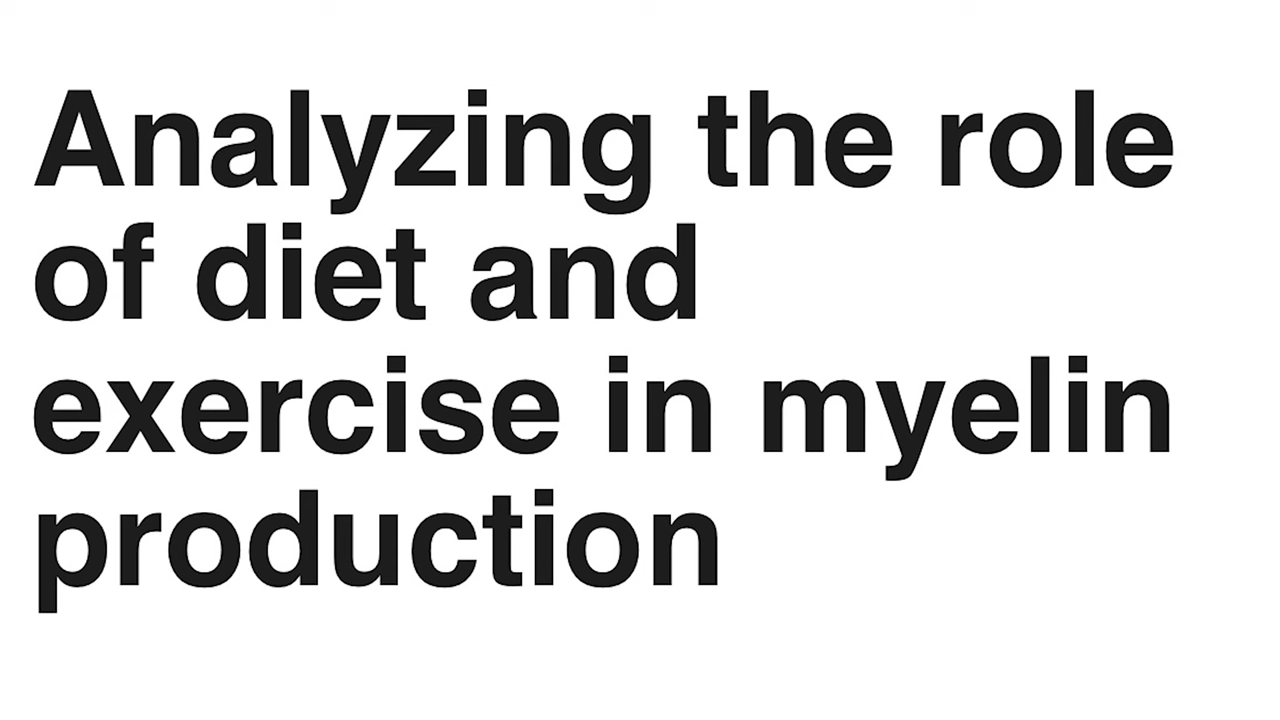 Analyzing the role
of diet and
exercise in myelin
production